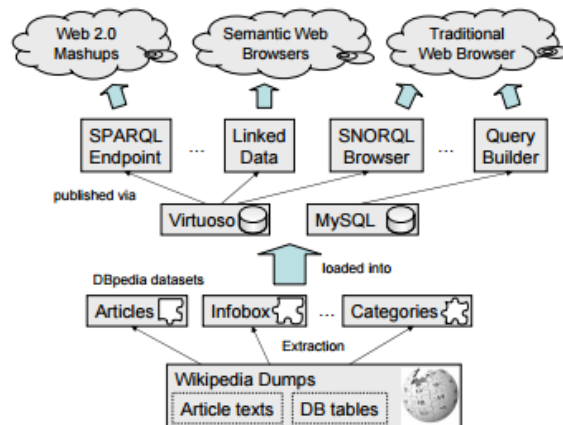 Web 2.0
Mashups
Semantic Web
Browsers
Traditional
Web Browser
SPARQL
Endpoint
...
Linked
Data
SNORQL
Browser
...
Query
Builder
published via
Virtuoso
MySQL
loaded into
DBpedia datasets
Articles
Infobox
...
Categories
Extraction
Wikipedia Dumps
Article texts
DB tables